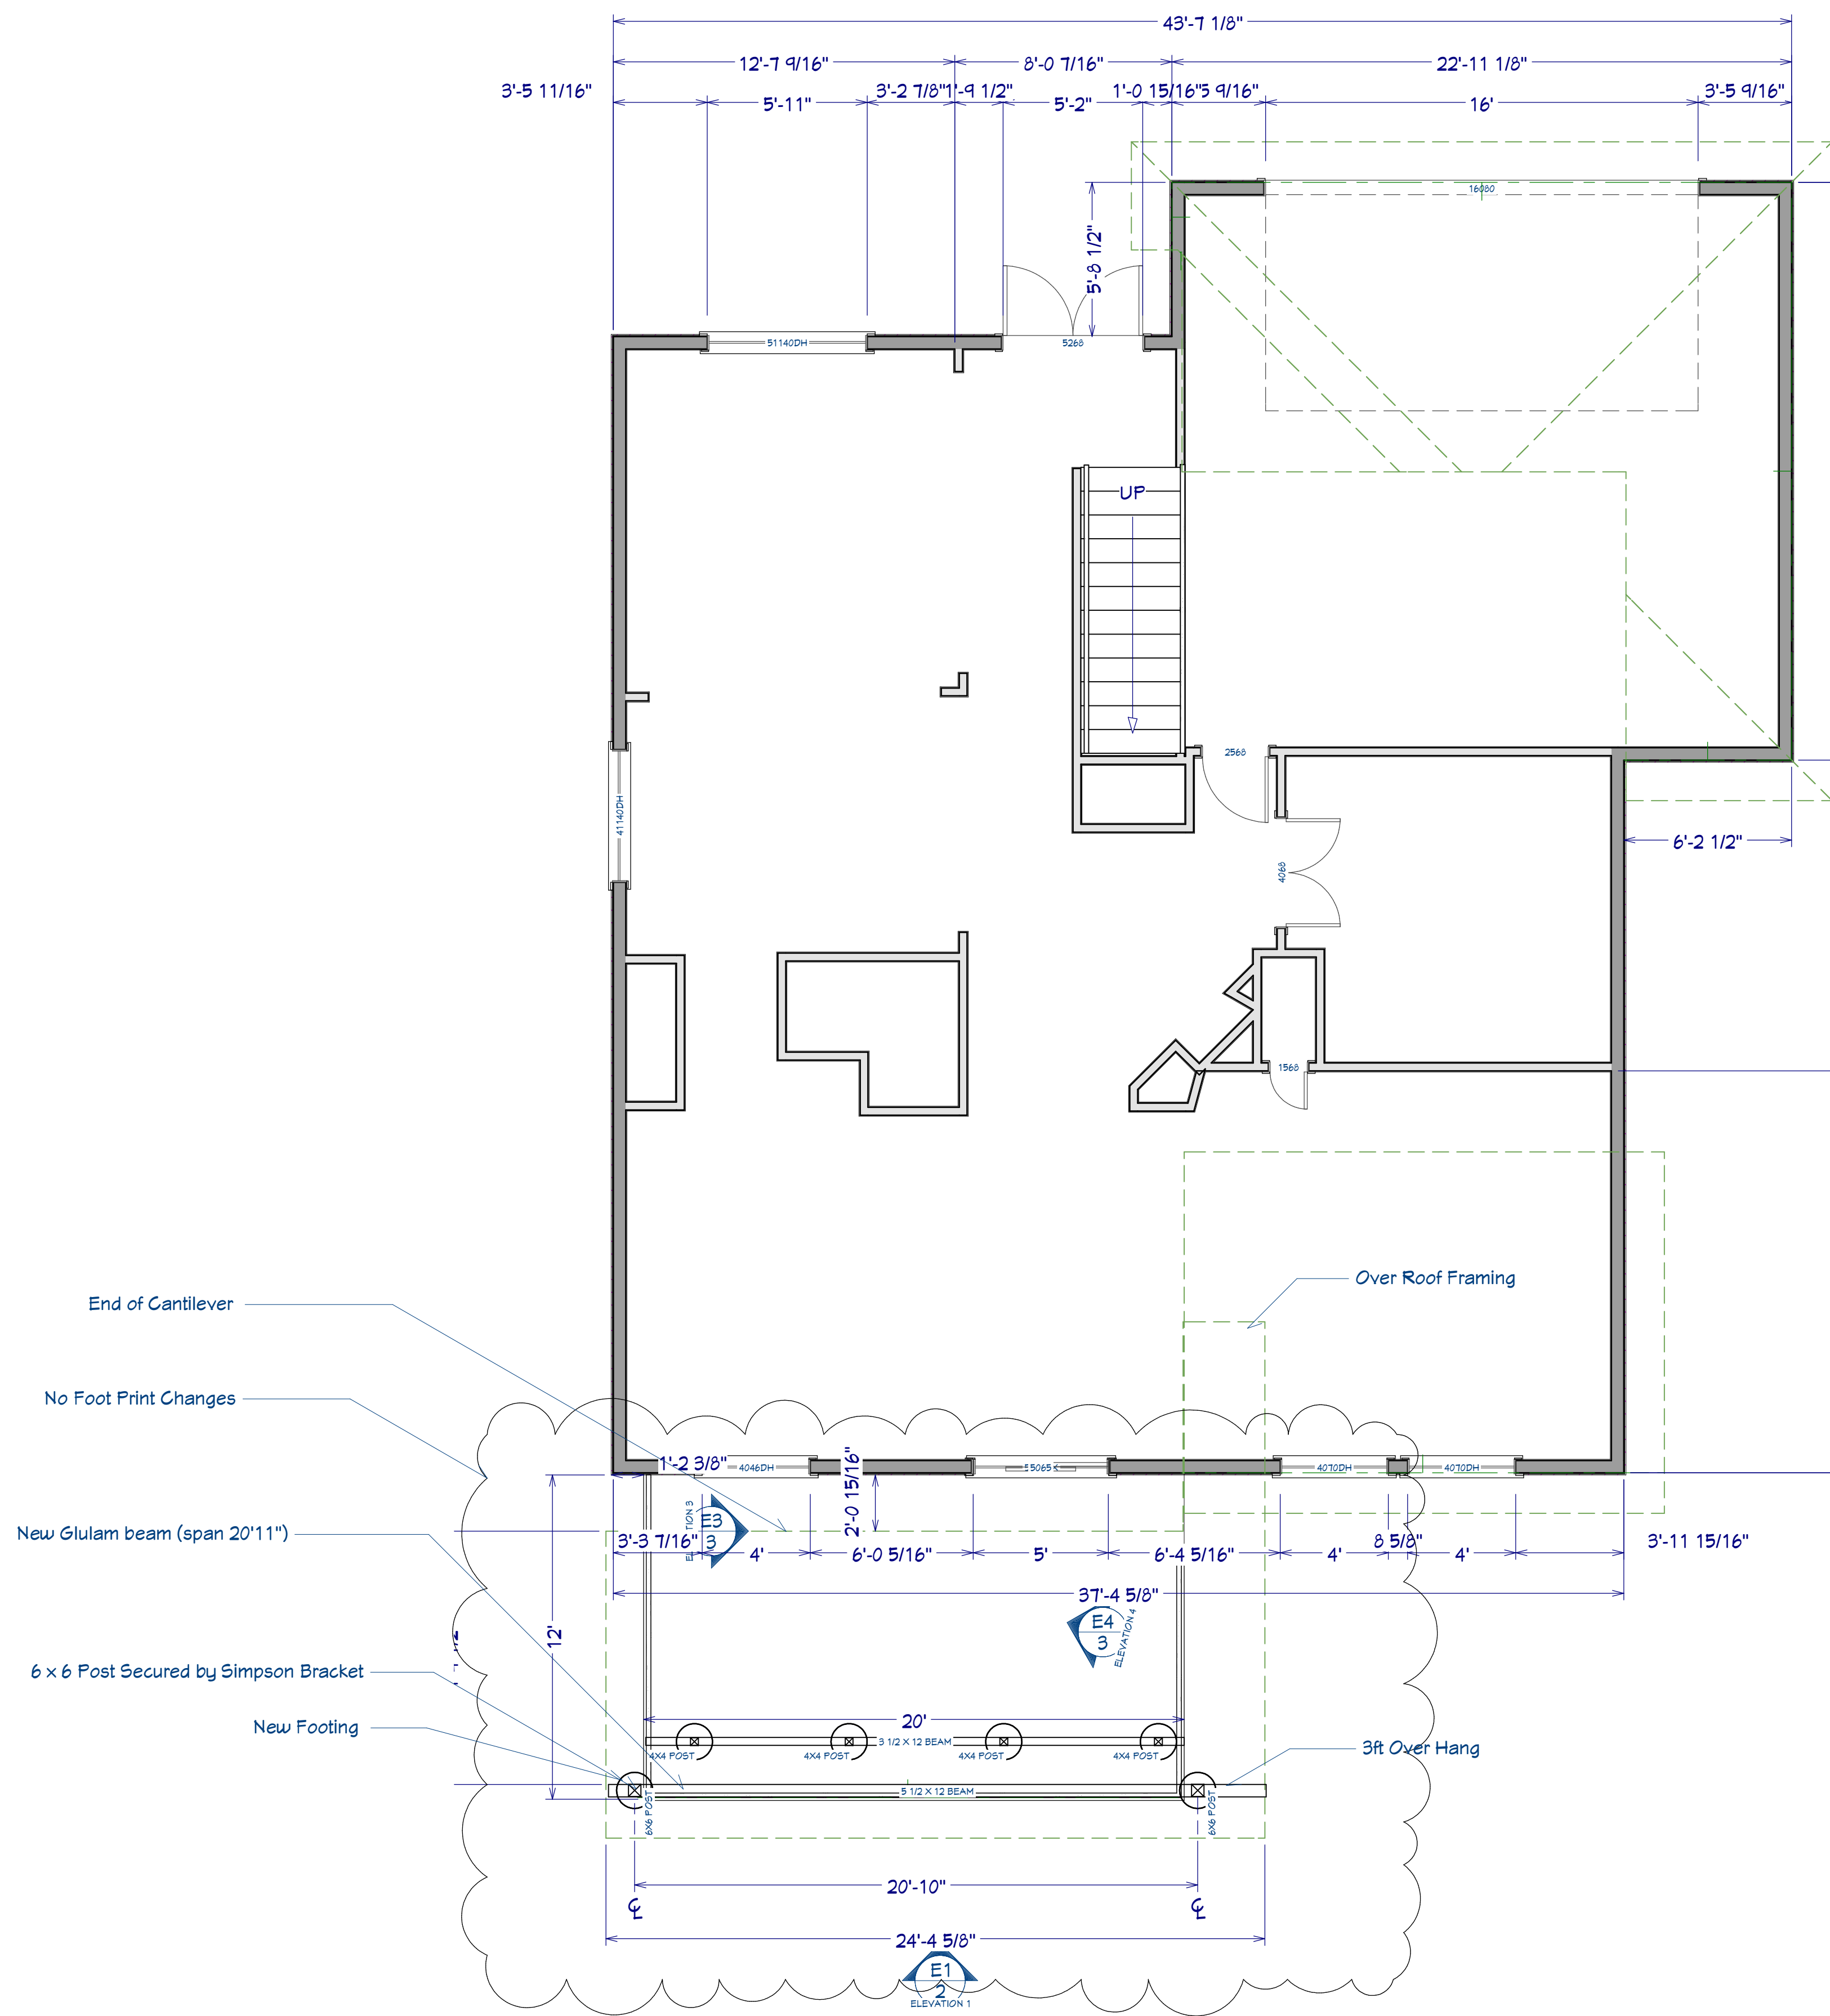 43'-7 1/8"
12'-7 9/16"
8'-0 7/16"
22'-11 1/8"
3'-5 11/16"
5'-11"
3'-2 7/8"
1'-9 1/2"
5'-2"
1'-0 15/16"
5 9/16"
16'
3'-5 9/16"
16080
5'-8 1/2"
51140DH
5268
UP
2568
41140DH
6'-2 1/2"
4068
1568
Over Roof Framing
End of Cantilever
No Foot Print Changes
1'-2 3/8"
4046DH
2'-0 15/16"
4070DH
4070DH
New Glulam beam (span 20'11")
E3
3
3'-3 7/16"
4'
6'-0 5/16"
5'
6'-4 5/16"
4'
8 5/8"
4'
3'-11 15/16"
37'-4 5/8"
12'
E4
3
ELEVATION 4
6 x 6 Post Secured by Simpson Bracket
New Footing
20'
3 1/2 X 12 BEAM
4X4 POST
4X4 POST
4X4 POST
4X4 POST
3ft Over Hang
5 1/2 X 12 BEAM
6X6 POST
6X6 POST
20'-10"
24'-4 5/8"
E1
2
ELEVATION 1